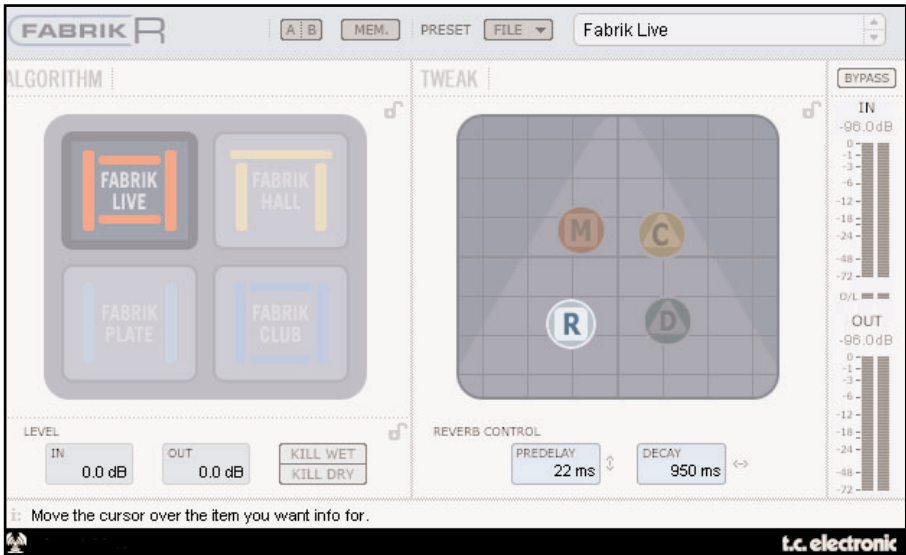 FABRIK R
A B
MEM.
PRESET
FILE
Fabrik Live
ALGORITHM
TWEAK
BYPASS
FABRIK
LIVE
FABRIK
HALL
FABRIK
PLATE
FABRIK
CLUB
M
C
R
D
IN
-96.0dB
0
-1
-3
-6
-12
-18
-24
-48
-72
O/L
OUT
-96.0dB
0
-1
-3
-6
-12
-18
-24
-48
-72
LEVEL
IN
0.0 dB
OUT
0.0 dB
KILL WET
KILL DRY
REVERB CONTROL
PREDELAY
22 ms
DECAY
950 ms
i: Move the cursor over the item you want info for.
t.c. electronic